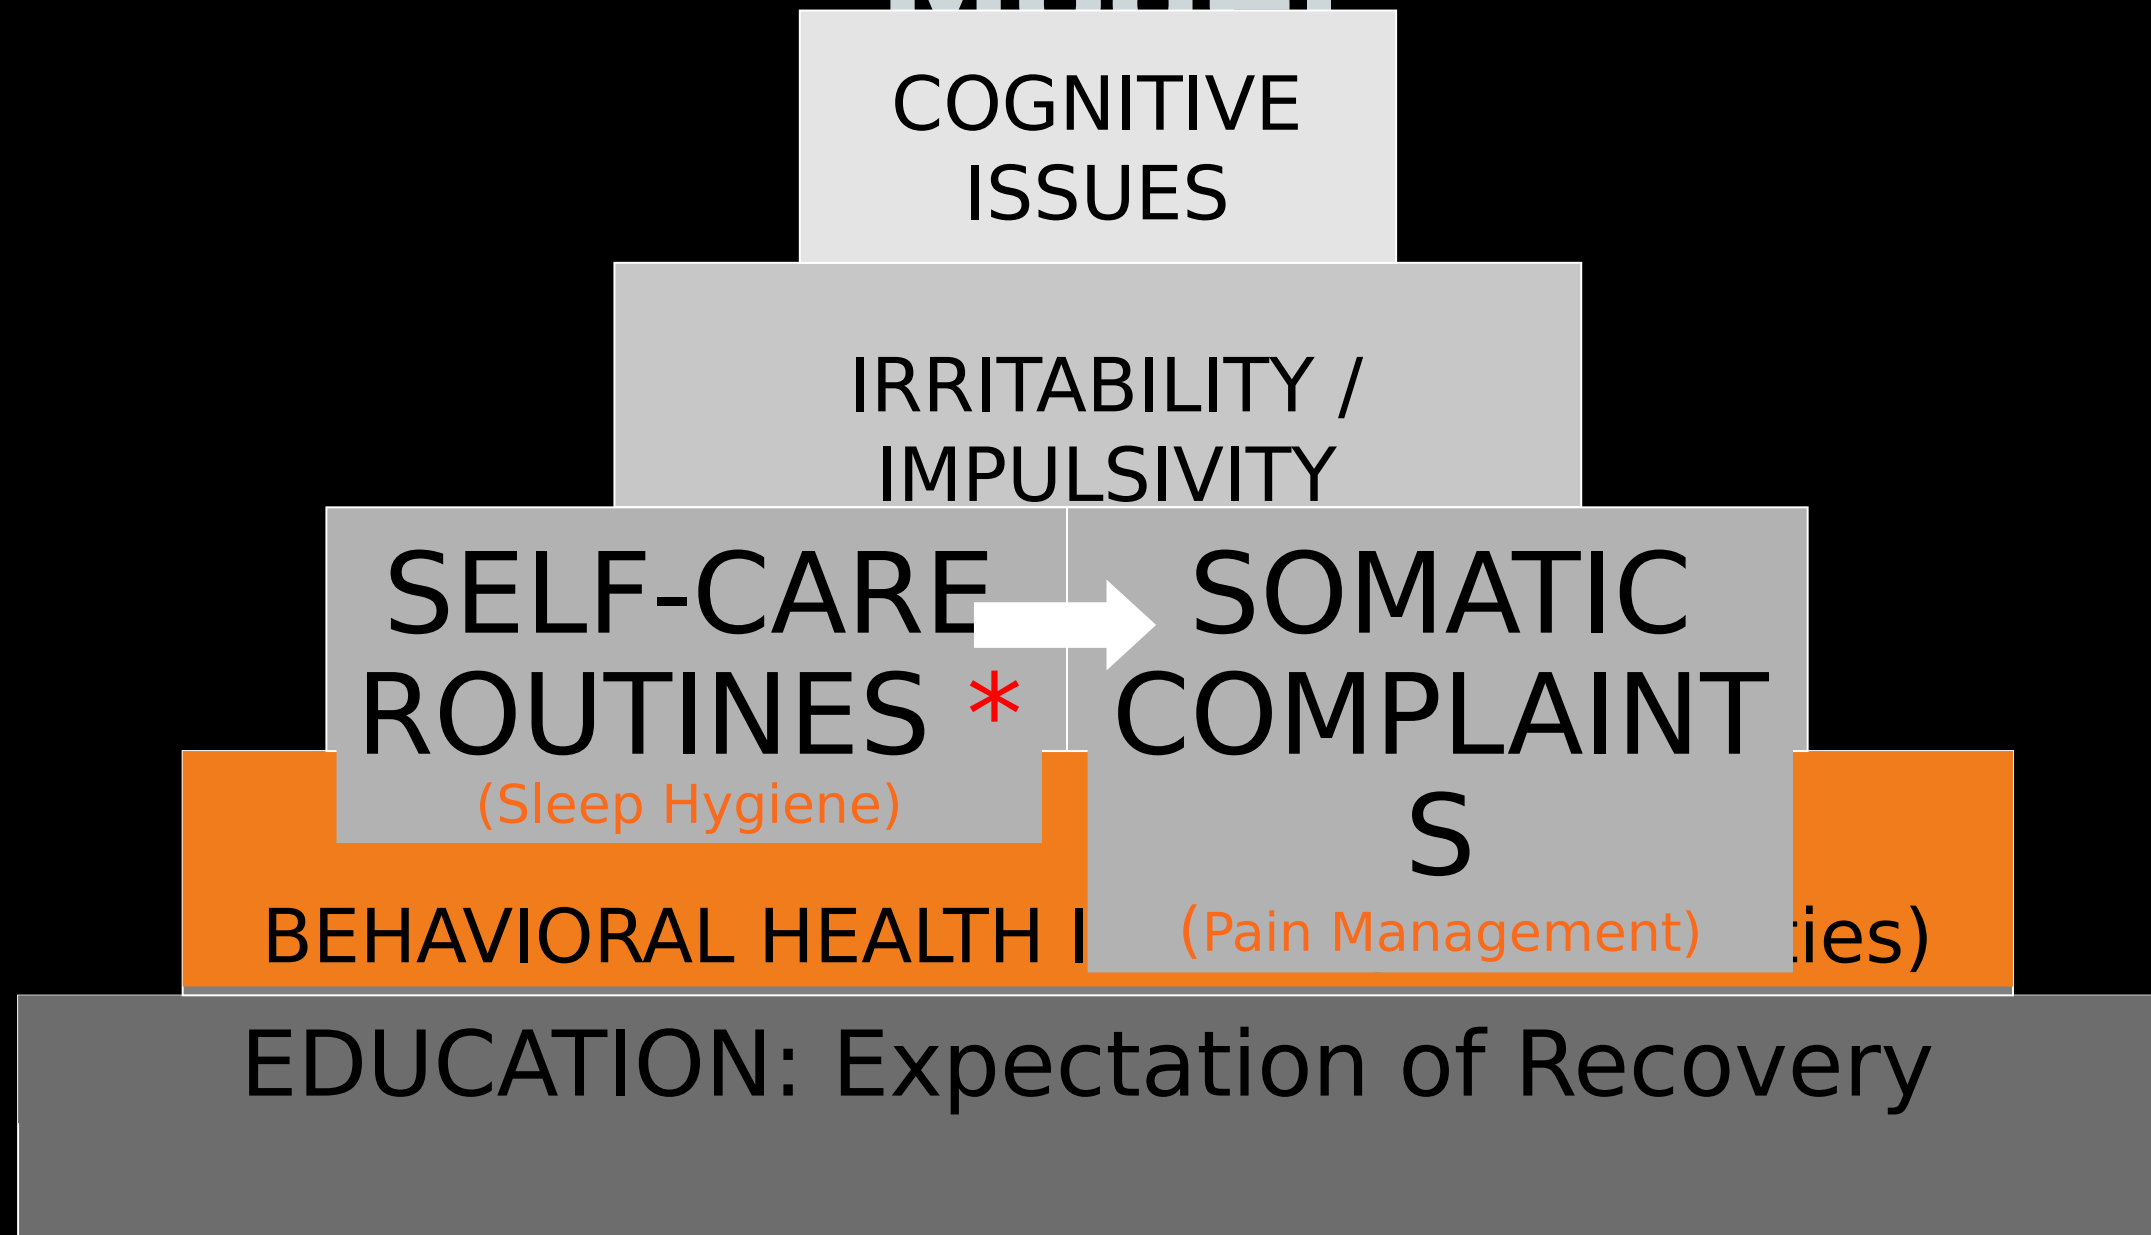 COGNITIVE
ISSUES
IRRITABILITY /
IMPULSIVITY
SELF-CARE
ROUTINES *
(Sleep Hygiene)
SOMATIC
COMPLAINT
S
(Pain Management)
BEHAVIORAL HEALTH
EDUCATION: Expectation of Recovery